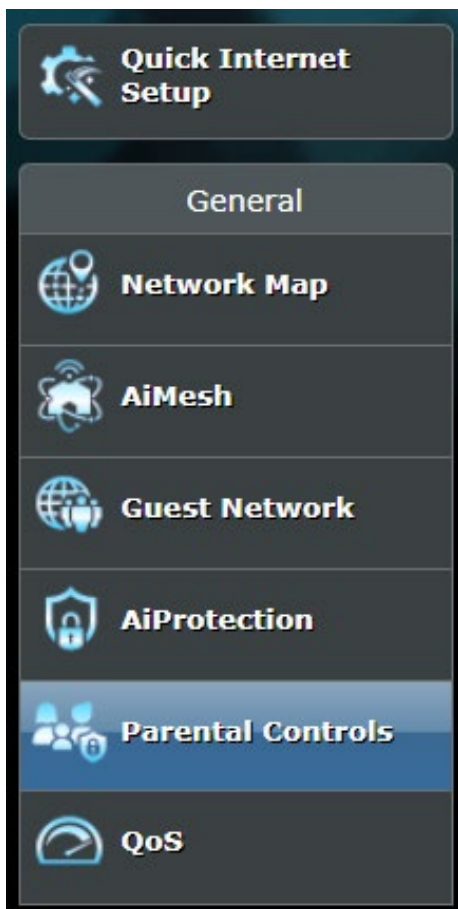 Quick Internet
Setup
General
Network Map
AiMesh
Guest Network
AiProtection
Parental Controls
QoS